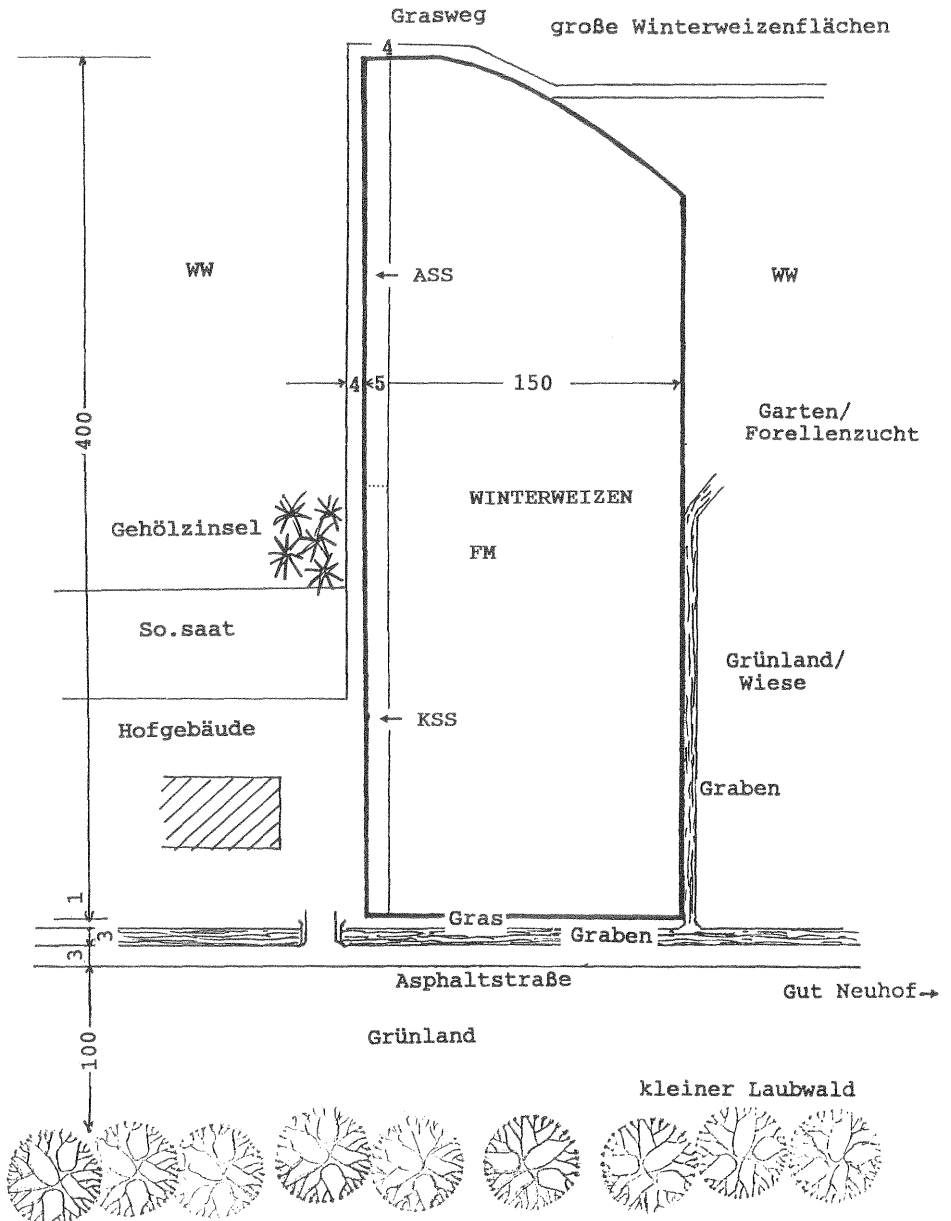 Grasweg
große Winterweizenflächen
4
WW
ASS
WW
4 5 150
400
Garten/
Forellenzucht
WINTERWEIZEN
Gehölzinsel
FM
So.saat
Grünland/
Wiese
KSS
Hofgebäude
Graben
1
Gras
3
Graben
3
Asphaltstraße
Gut Neuhof
Grünland
100
kleiner Laubwald